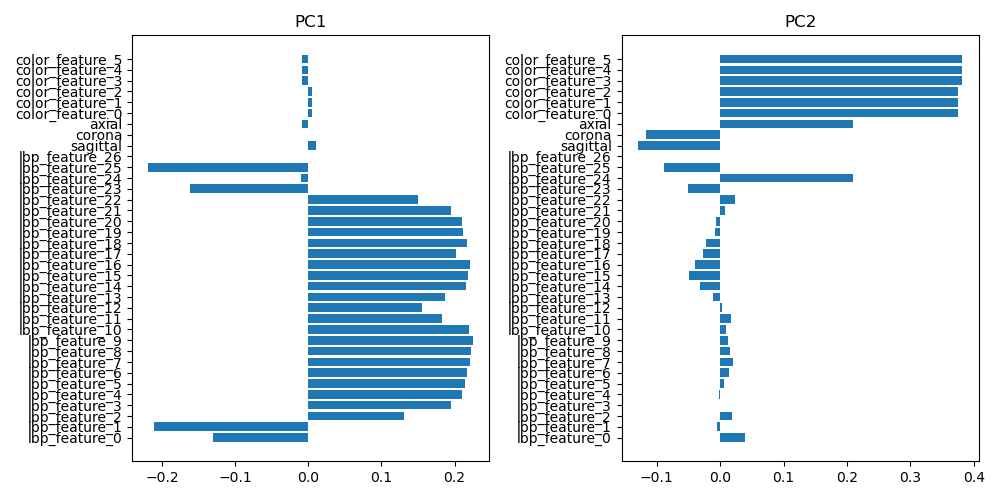 PC1
color_feature_5
color_feature_4
color_feature_3
color_feature_2
color_feature_1
color_feature_0
axial
corona
sagittal
lbp_feature_26
lbp_feature_25
lbp_feature_24
lbp_feature_23
lbp_feature_22
lbp_feature_21
lbp_feature_20
lbp_feature_19
lbp_feature_18
lbp_feature_17
lbp_feature_16
lbp_feature_15
lbp_feature_14
lbp_feature_13
lbp_feature_12
lbp_feature_11
lbp_feature_10
lbp_feature_9
lbp_feature_8
lbp_feature_7
lbp_feature_6
lbp_feature_5
lbp_feature_4
lbp_feature_3
lbp_feature_2
lbp_feature_1
lbp_feature_0
−0.2 −0.1 0.0 0.1 0.2
PC2
color_feature_5
color_feature_4
color_feature_3
color_feature_2
color_feature_1
color_feature_0
axial
corona
sagittal
lbp_feature_26
lbp_feature_25
lbp_feature_24
lbp_feature_23
lbp_feature_22
lbp_feature_21
lbp_feature_20
lbp_feature_19
lbp_feature_18
lbp_feature_17
lbp_feature_16
lbp_feature_15
lbp_feature_14
lbp_feature_13
lbp_feature_12
lbp_feature_11
lbp_feature_10
lbp_feature_9
lbp_feature_8
lbp_feature_7
lbp_feature_6
lbp_feature_5
lbp_feature_4
lbp_feature_3
lbp_feature_2
lbp_feature_1
lbp_feature_0
−0.1 0.0 0.1 0.2 0.3 0.4